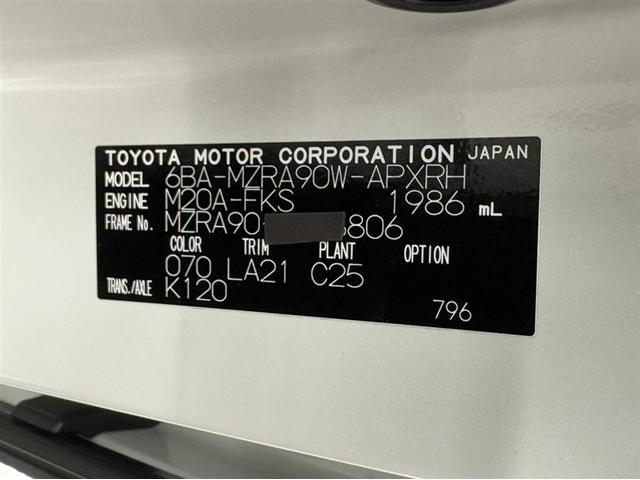 TOYOTA MOTOR CORPORATION JAPAN
MODEL 6BA-MZRA90W-APXRH
ENGINE M20A-FKS 1986 mL
FRAME No. MZRA90- 6806
COLOR TRIM PLANT OPTION
070 LA21 C25
TRANS./AXLE K120
796